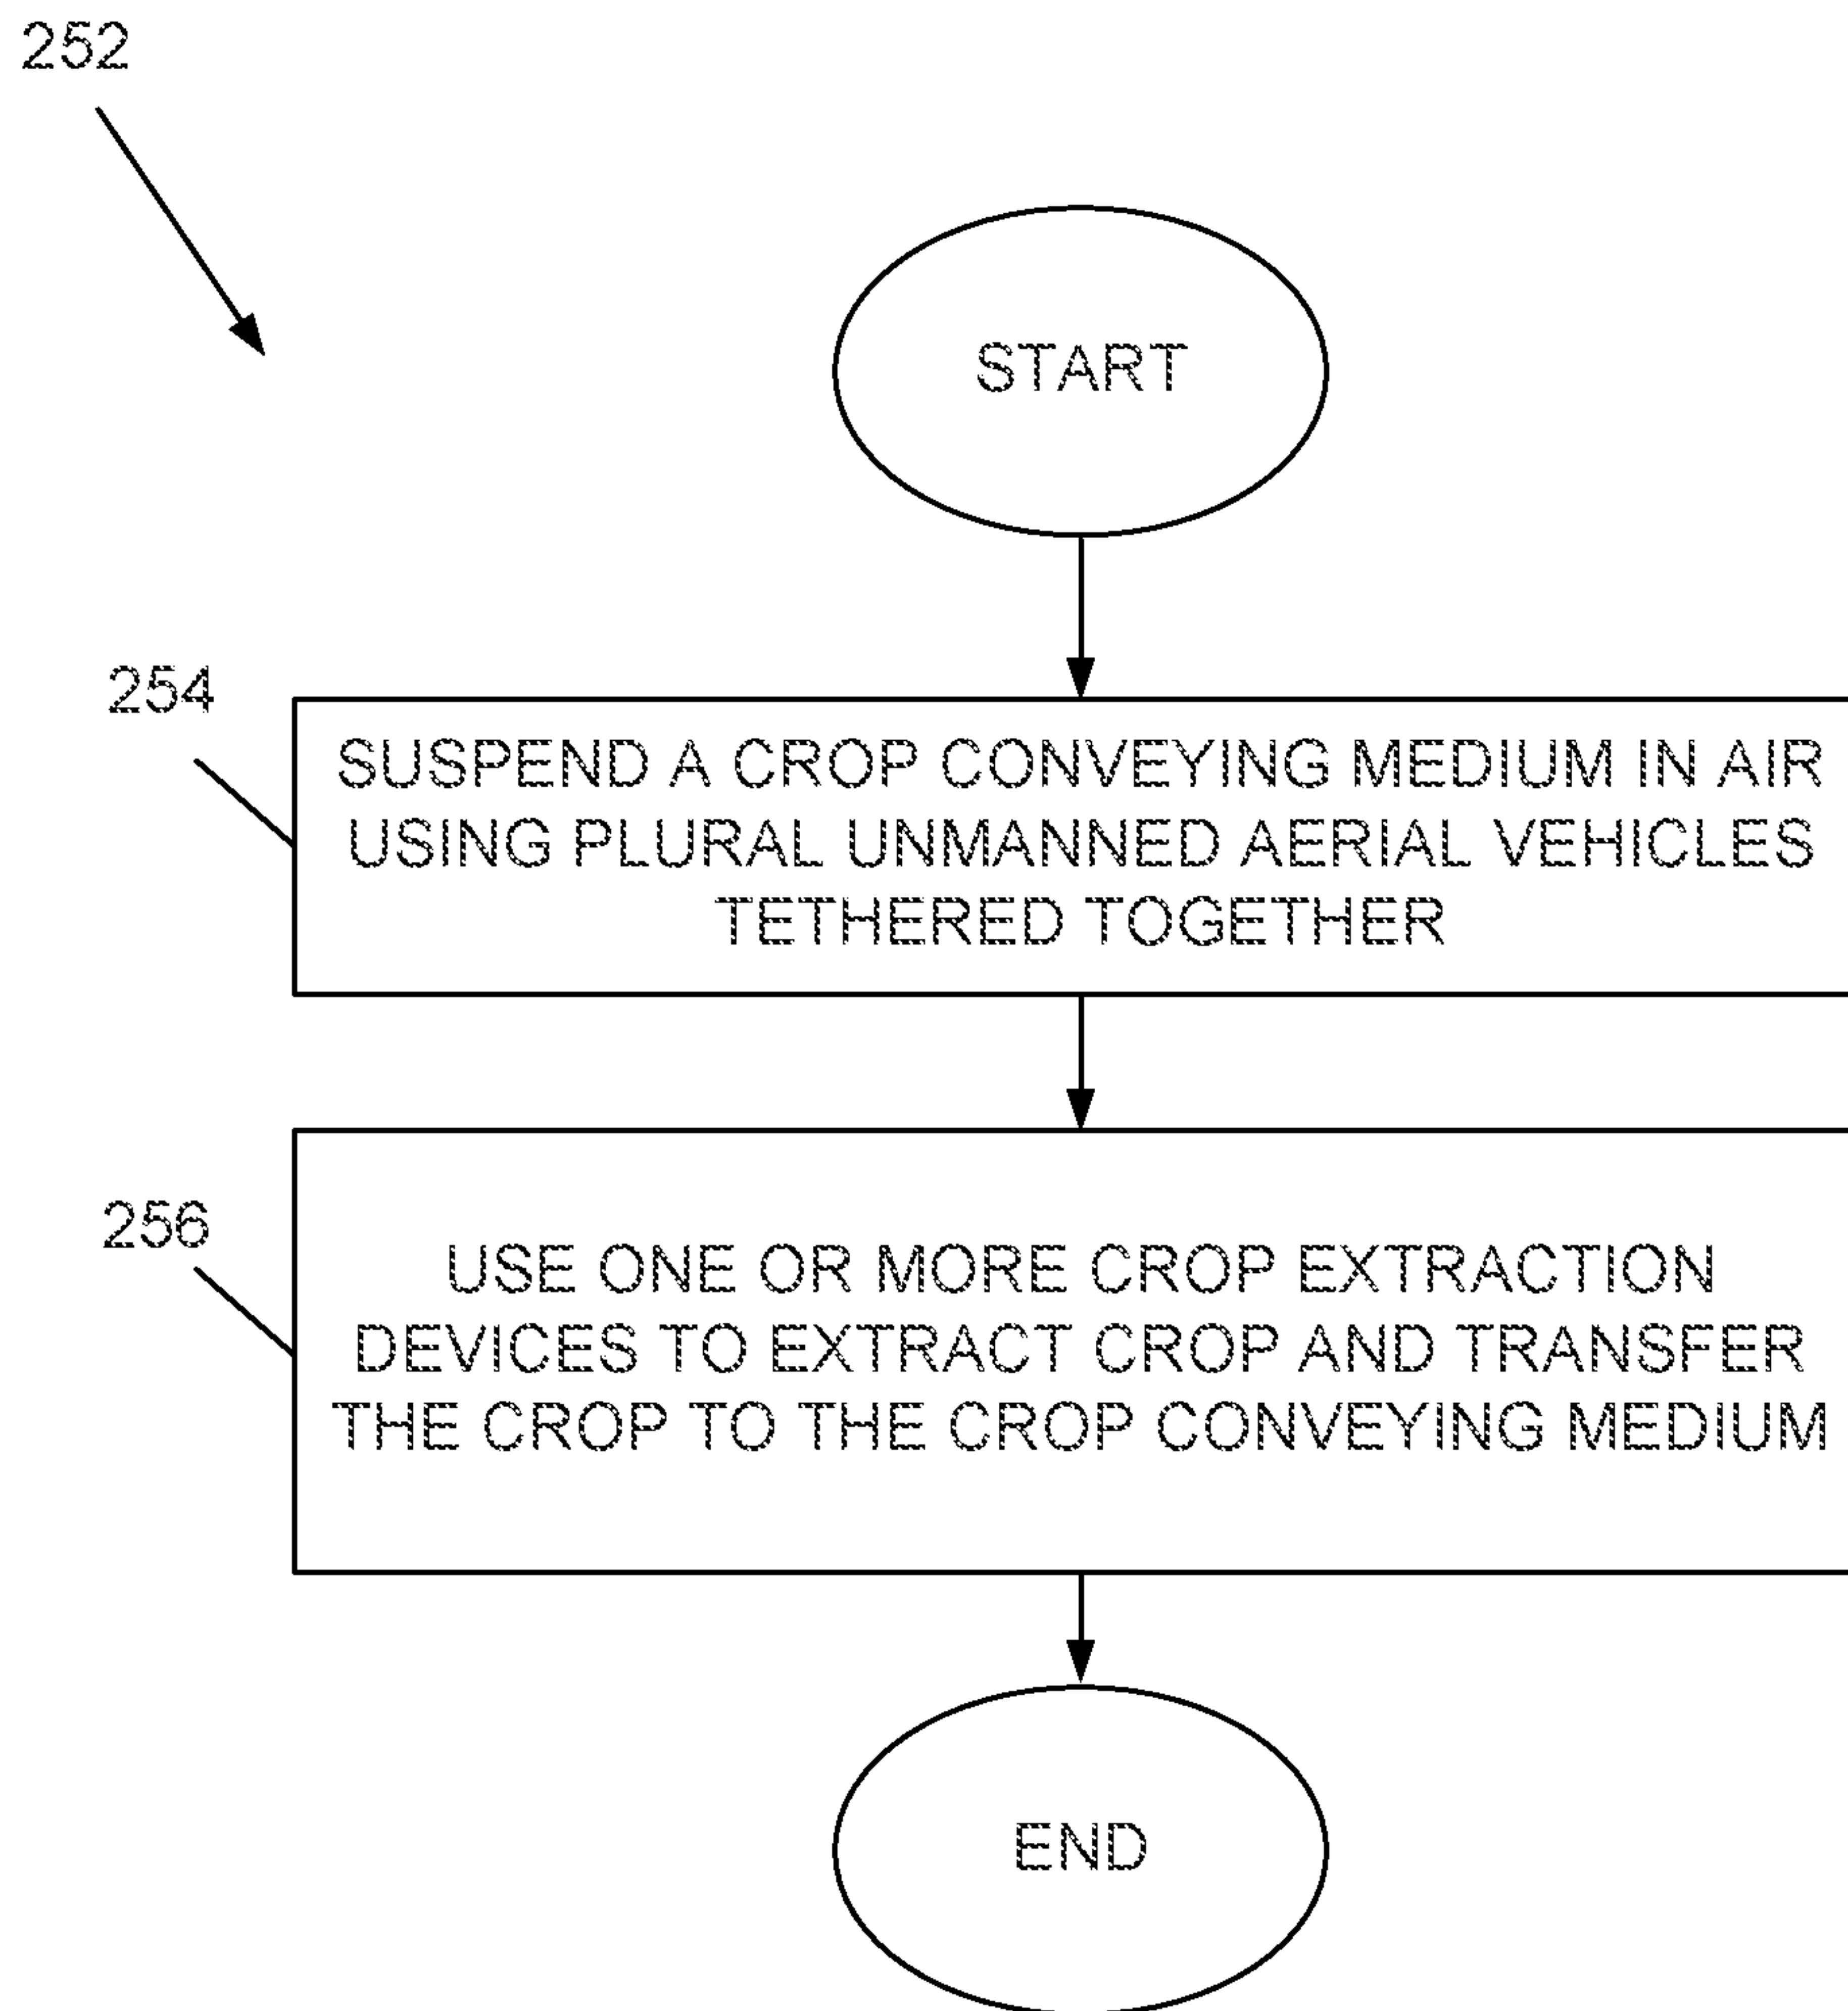 252
START
254
SUSPEND A CROP CONVEYING MEDIUM IN AIR
USING PLURAL UNMANNED AERIAL VEHICLES
TETHERED TOGETHER
256
USE ONE OR MORE CROP EXTRACTION
DEVICES TO EXTRACT CROP AND TRANSFER
THE CROP TO THE CROP CONVEYING MEDIUM
END